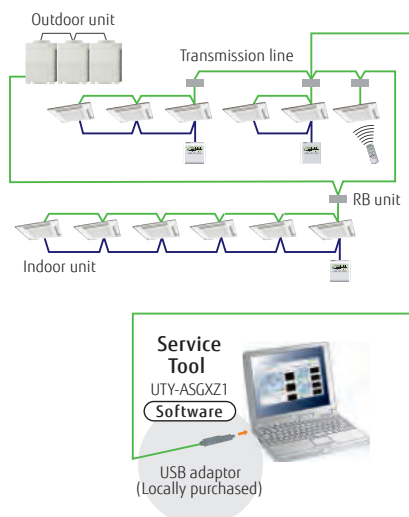 Outdoor unit
Transmission line
RB unit
Indoor unit
Service
Tool
UTY-ASGXZ1
Software
USB adaptor
(Locally purchased)